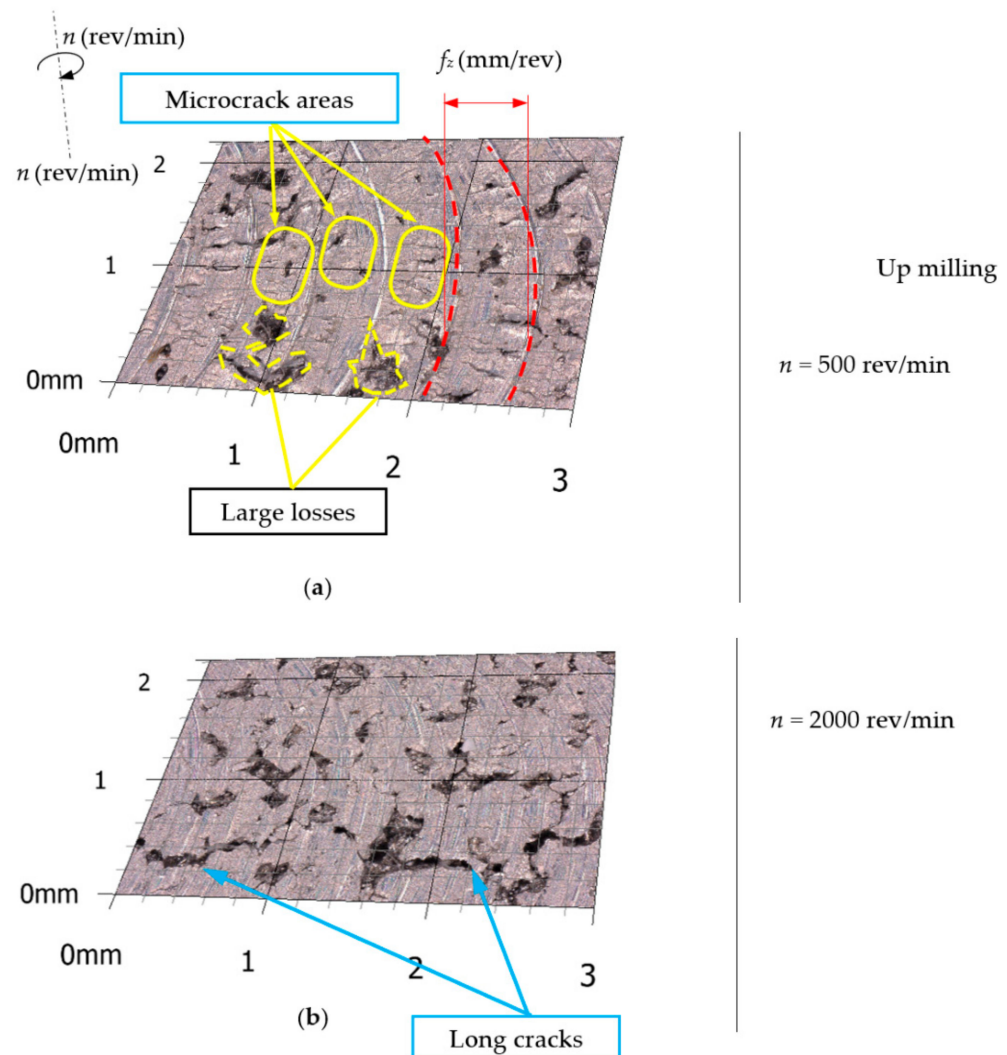 n (rev/min)
fz (mm/rev)
Microcrack areas
n (rev/min)
2
1
0mm
0mm
1
2
3
Large losses
Up milling
n = 500 rev/min
(a)
2
1
0mm
0mm
1
2
3
n = 2000 rev/min
(b)
Long cracks